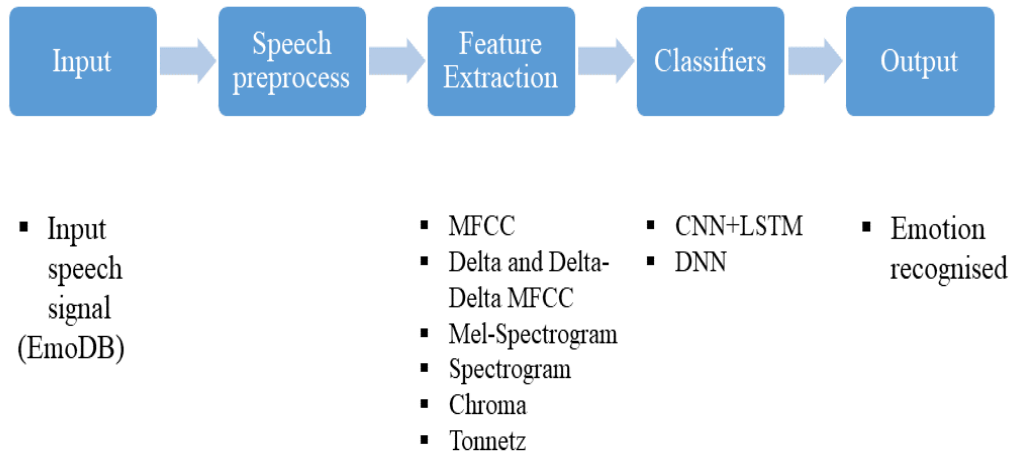 Input
Speech
preprocess
Feature
Extraction
Classifiers
Output
▪ Input
speech
signal
(EmoDB)
▪ MFCC
▪ Delta and Delta-
Delta MFCC
▪ Mel-Spectrogram
▪ Spectrogram
▪ Chroma
▪ Tonnetz
▪ CNN+LSTM
▪ DNN
▪ Emotion
recognised